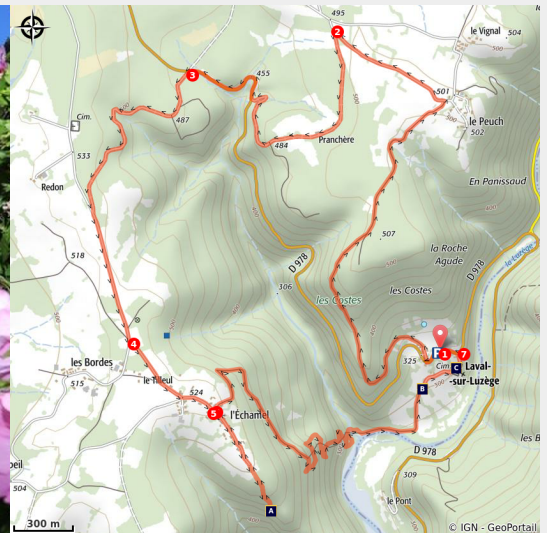 495
504
le Vignal
2
3
455
501
le Peuch
502
487
484
Pranchère
Cim.
533
En Panissaud
Redon
507
la Roche
Agude
518
D 978
D 978
la Luzège
306
les Costes
les Costes
325
1
7
4
Cim
C
Laval-
-sur-Luzège
les Bordes
515
le Tilleul
524
B
5
l'Échamel
D 978
309
504
le Pont
A
300 m
© IGN - GeoPortail